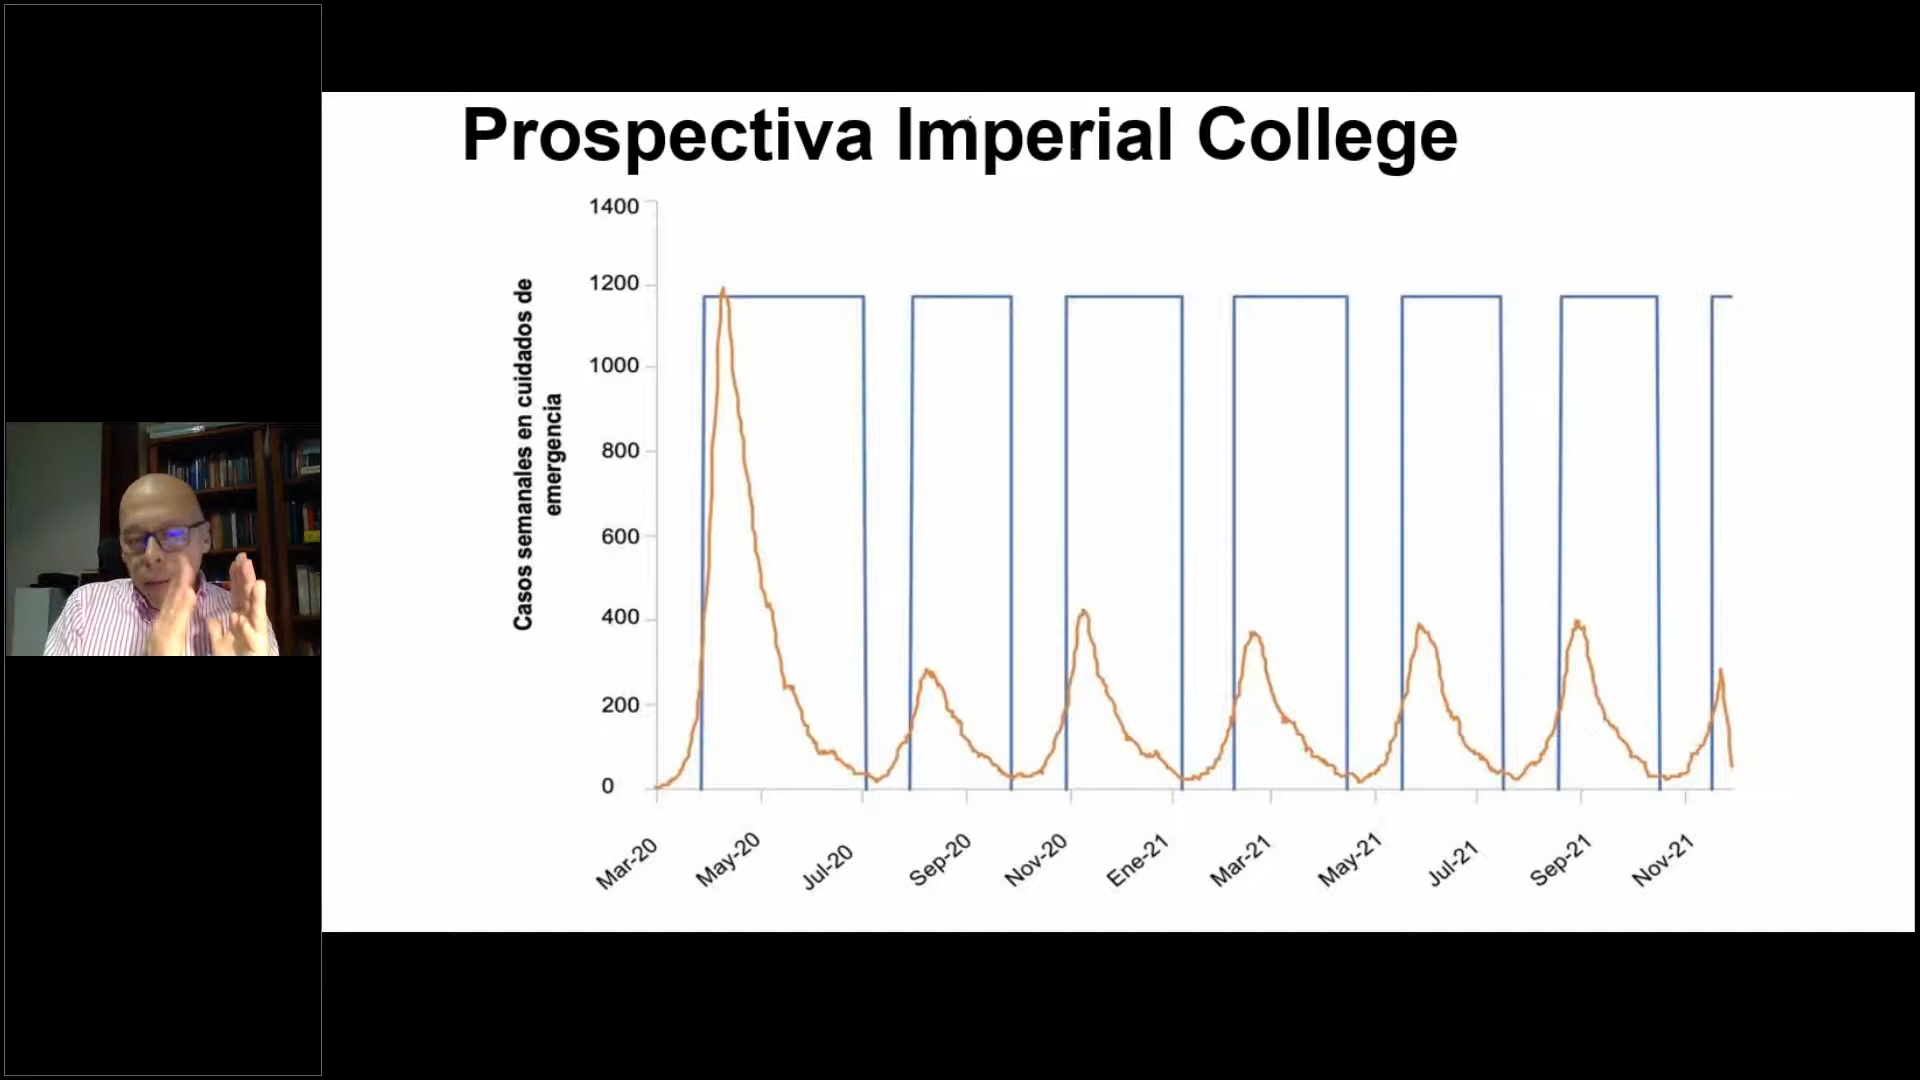 Prospectiva Imperial College
Casos semanales en cuidados de
emergencia
1400
1200
1000
800
600
400
200
0
Mar-20
May-20
Jul-20
Sep-20
Nov-20
Ene-21
Mar-21
May-21
Jul-21
Sep-21
Nov-21